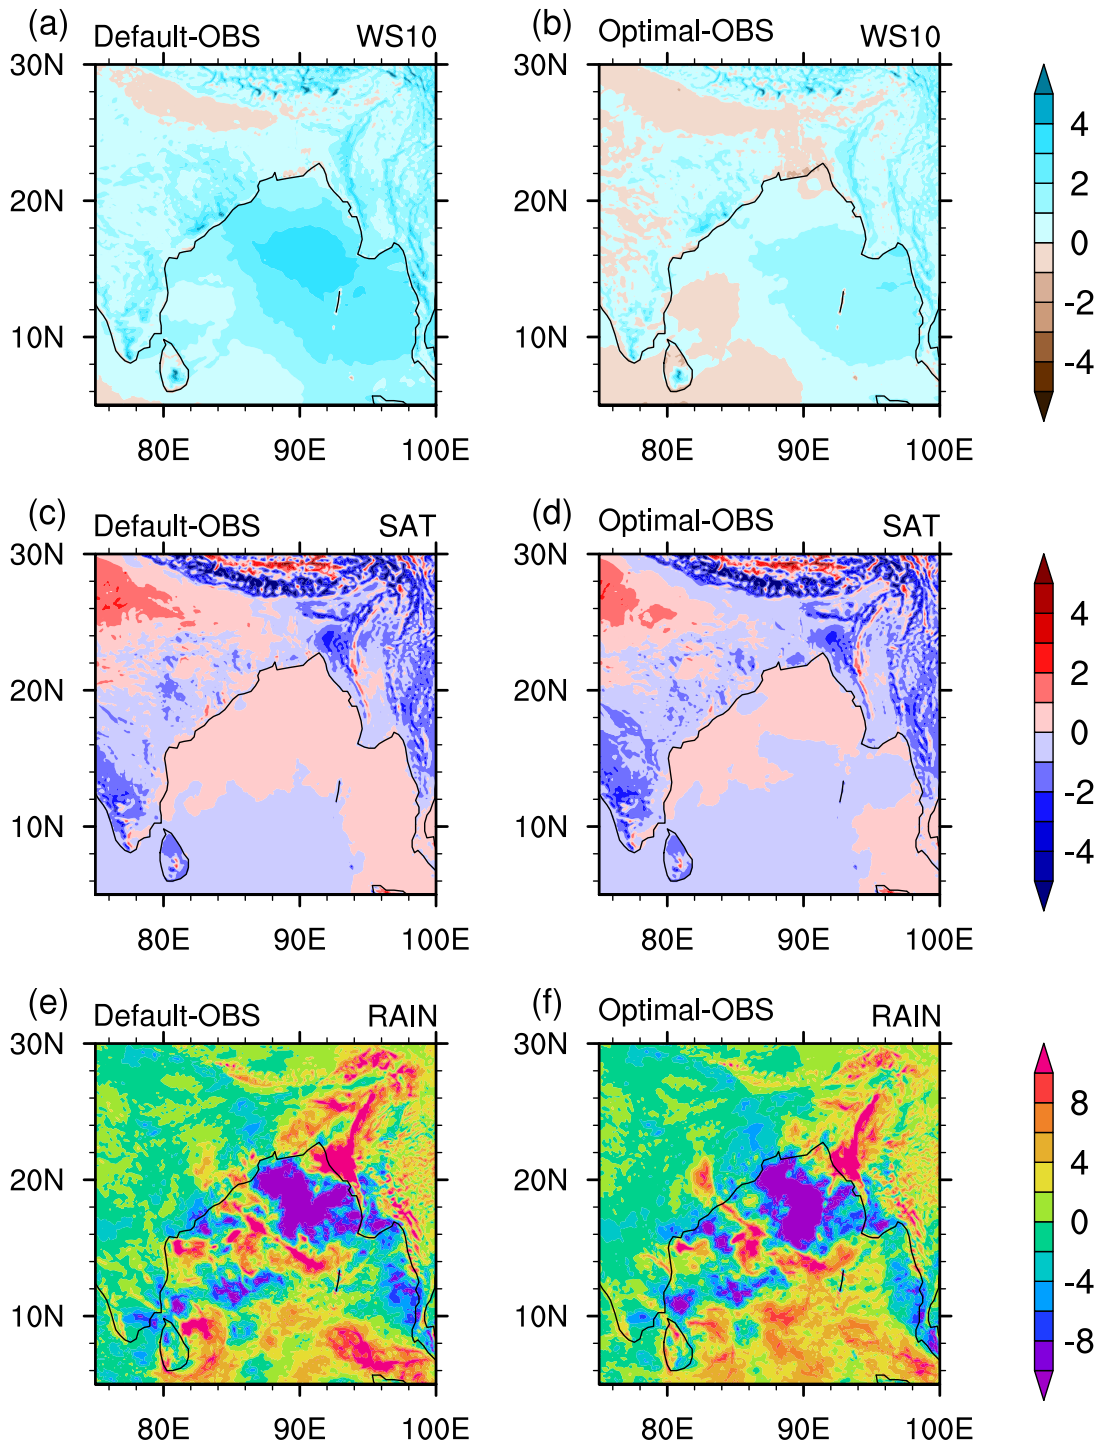 (a) Default-OBS WS10
(b) Optimal-OBS WS10
30N
20N
10N
80E 90E 100E
30N
20N
10N
80E 90E 100E
4
2
0
-2
-4
(c) Default-OBS SAT
(d) Optimal-OBS SAT
30N
20N
10N
80E 90E 100E
30N
20N
10N
80E 90E 100E
4
2
0
-2
-4
(e) Default-OBS RAIN
(f) Optimal-OBS RAIN
30N
20N
10N
80E 90E 100E
30N
20N
10N
80E 90E 100E
8
4
0
-4
-8